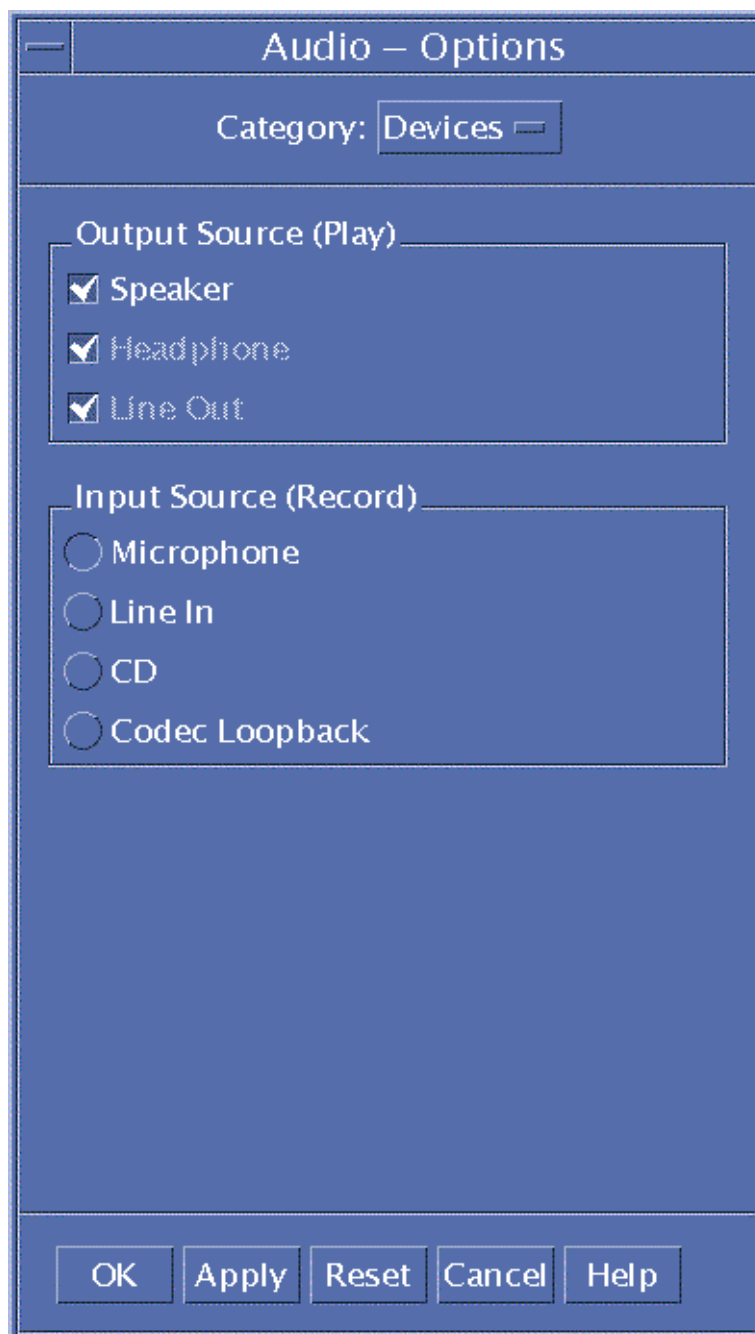 Audio – Options
Category: Devices
Output Source (Play)
Speaker
Headphone
Line Out
Input Source (Record)
Microphone
Line In
CD
Codec Loopback
OK Apply Reset Cancel Help